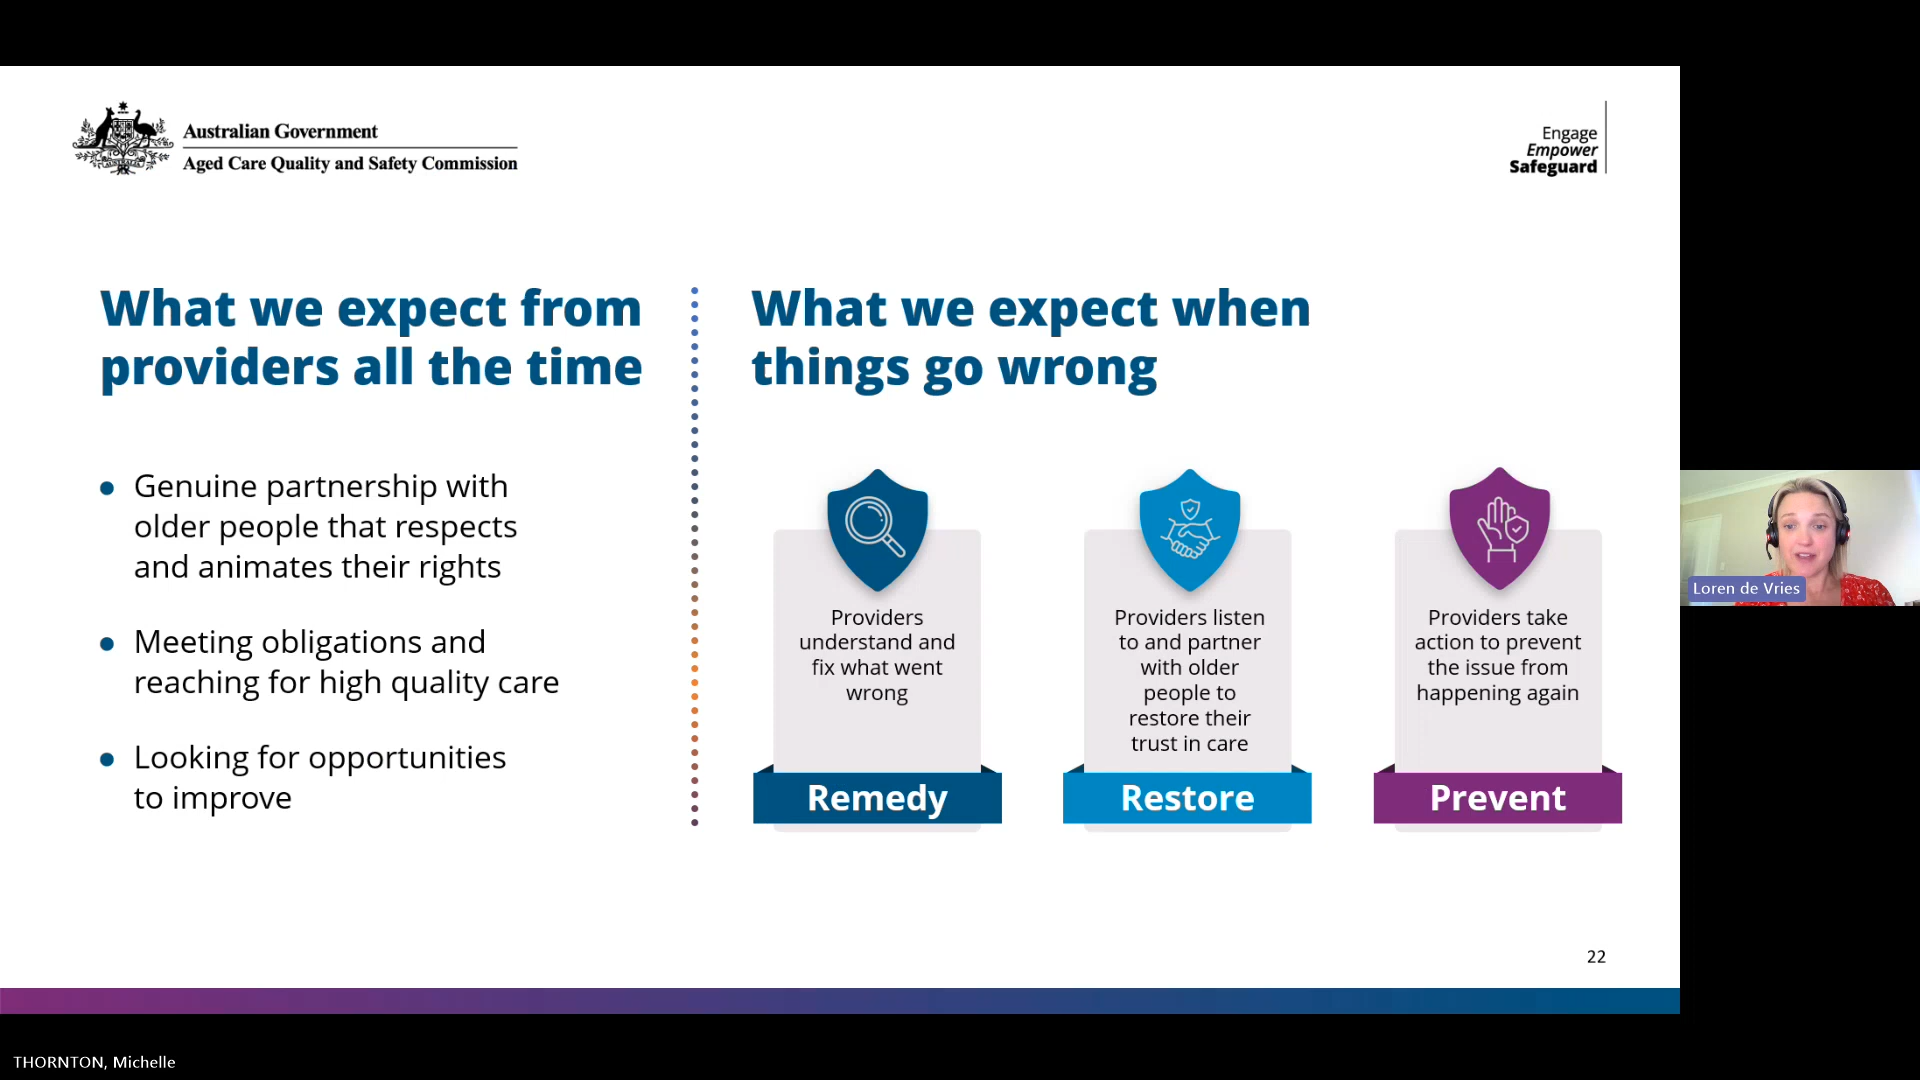 Australian Government
Aged Care Quality and Safety Commission
Engage
Empower
Safeguard
What we expect from
providers all the time
Genuine partnership with
older people that respects
and animates their rights
Meeting obligations and
reaching for high quality care
Looking for opportunities
to improve
What we expect when
things go wrong
Providers
understand and
fix what went
wrong
Remedy
Providers listen
to and partner
with older
people to
restore their
trust in care
Restore
Providers take
action to prevent
the issue from
happening again
Prevent
22
Loren de Vries
THORNTON, Michelle